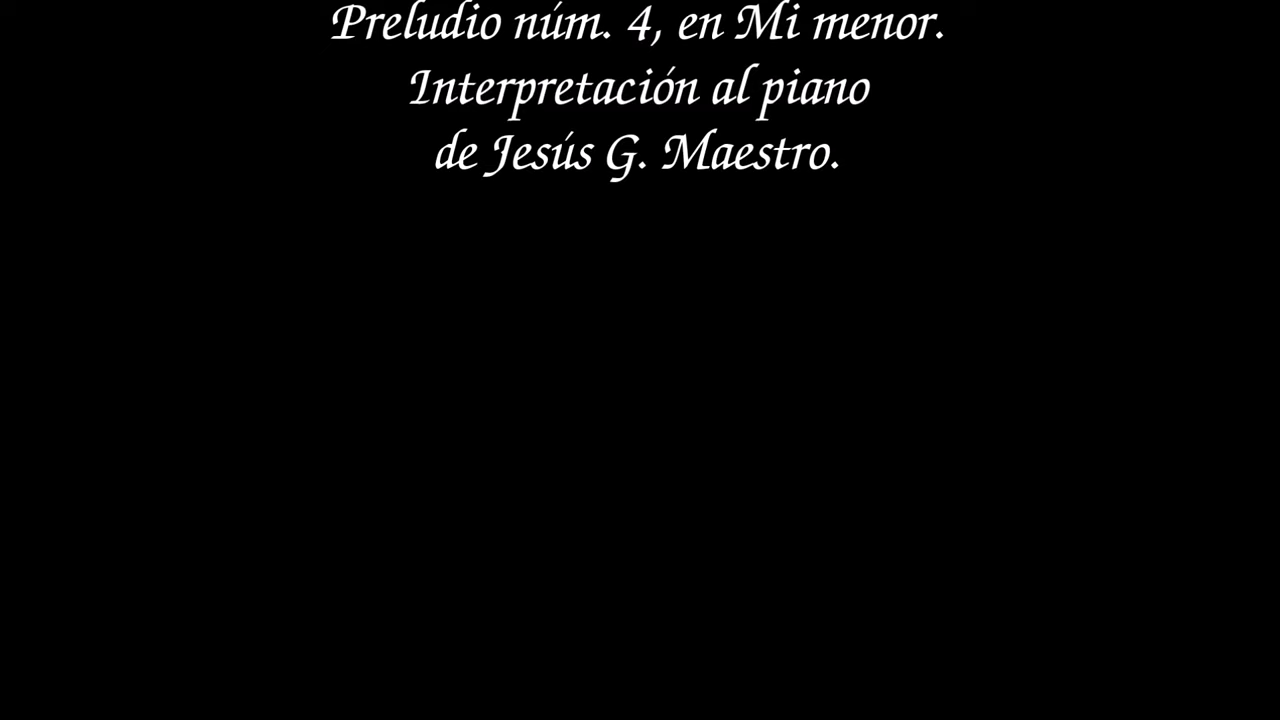 Preludio núm. 4, en Mi menor.
Interpretación al piano
de Jesús G. Maestro.